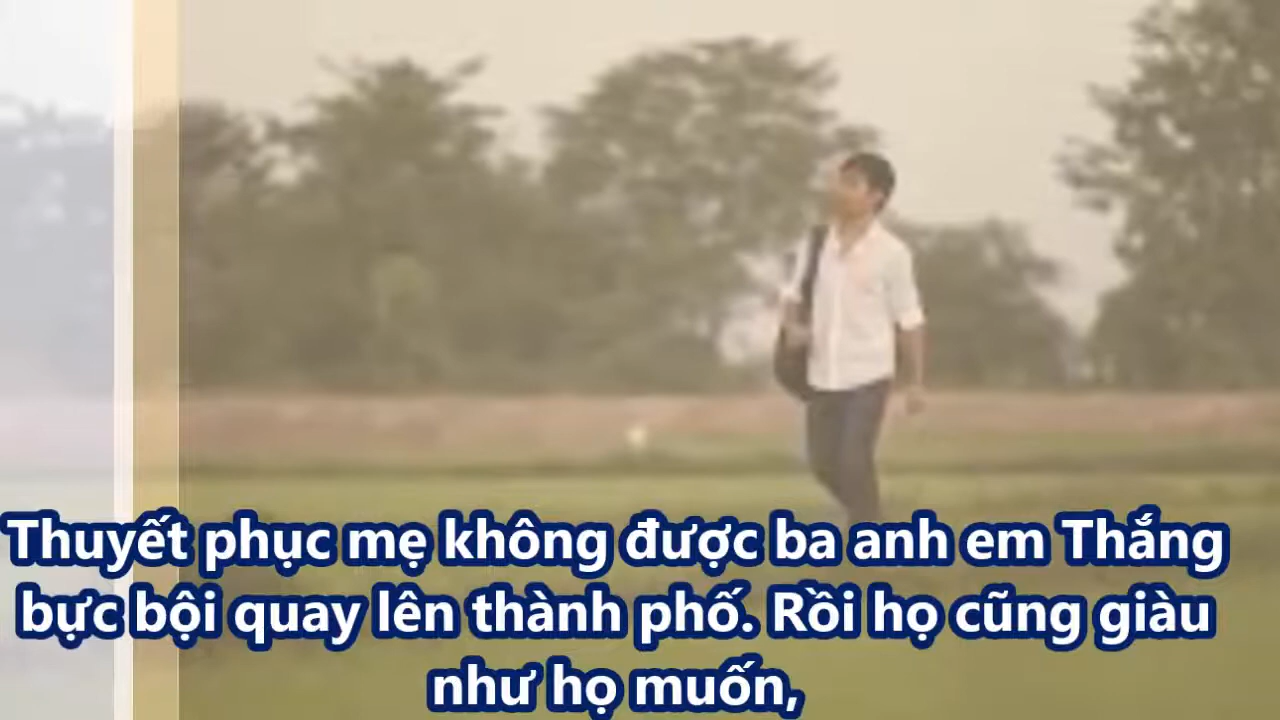 Thuyết phục mẹ không được ba anh em Thắng
bực bội quay lên thành phố. Rồi họ cũng giàu
như họ muốn,